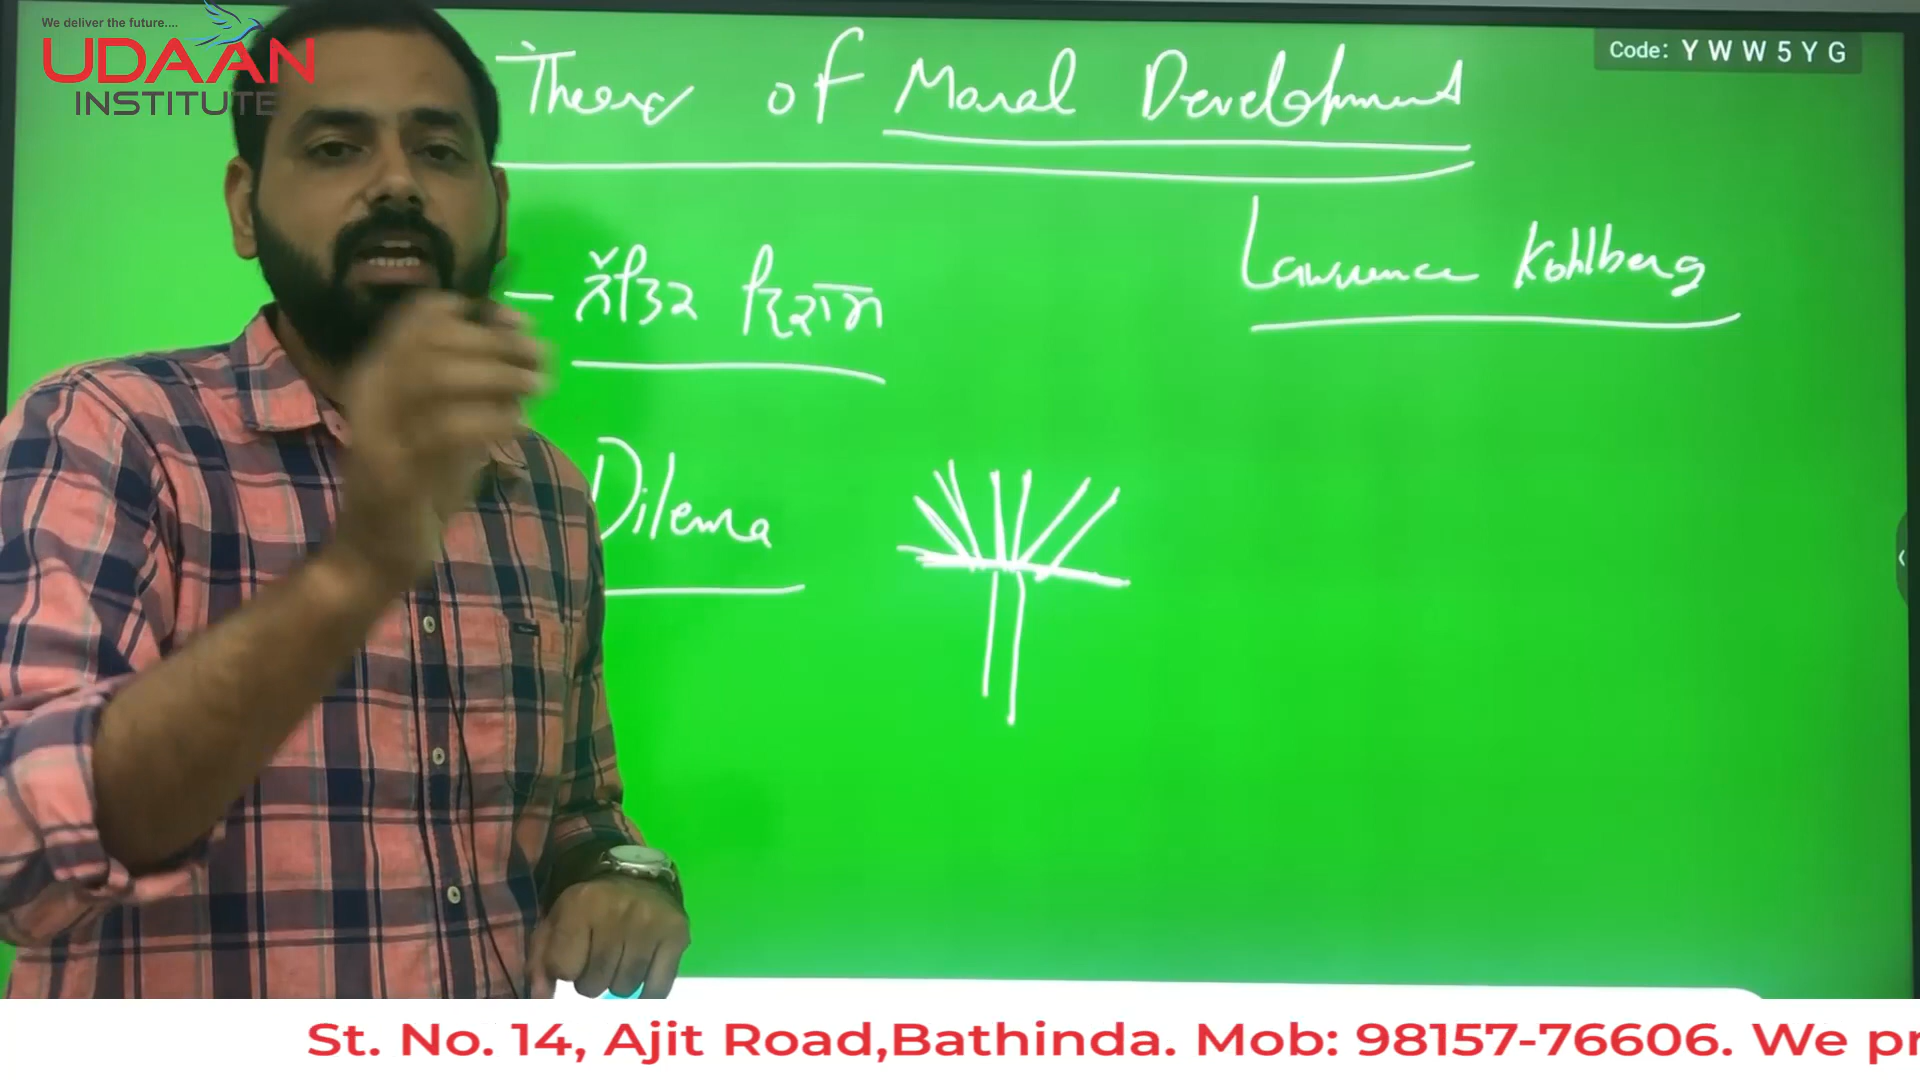 We deliver the future....
UDAAN
INSTITUTE
Code: YWW5YG
Theory of Moral Development
Lawrence Kohlberg
- ਨੈਤਿਕ ਵਿਕਾਸ
Dilema
St. No. 14, Ajit Road,Bathinda. Mob: 98157-76606. We pr